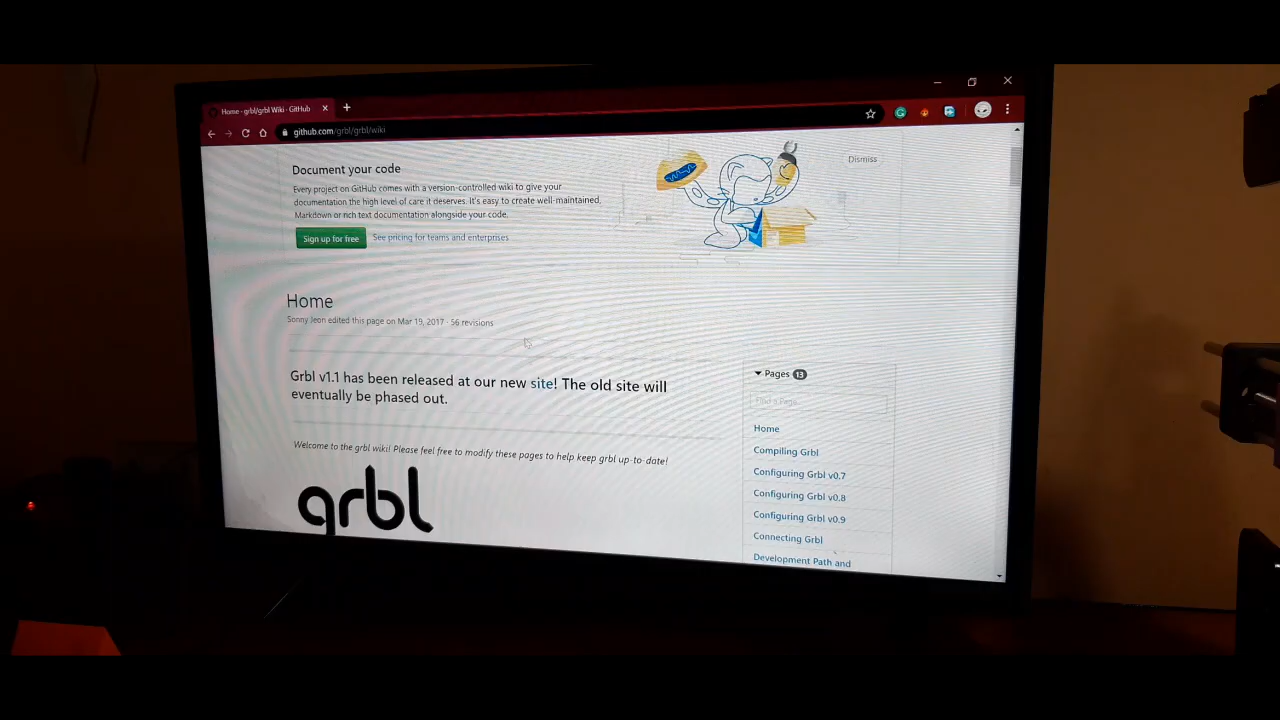 Home · grbl/grbl Wiki · GitHub
github.com/grbl/grbl/wiki
Document your code
Dismiss
Every project on GitHub comes with a version-controlled wiki to give your
documentation the high level of care it deserves. It's easy to create well-maintained,
Markdown or rich text documentation alongside your code.
Sign up for free
See pricing for teams and enterprises
Home
Sonny Jeon edited this page on Mar 19, 2017 · 56 revisions
Grbl v1.1 has been released at our new site! The old site will
eventually be phased out.
Welcome to the grbl wiki! Please feel free to modify these pages to help keep grbl up-to-date!
grbl
Pages 13
Find a Page...
Home
Compiling Grbl
Configuring Grbl v0.7
Configuring Grbl v0.8
Configuring Grbl v0.9
Connecting Grbl
Development Path and